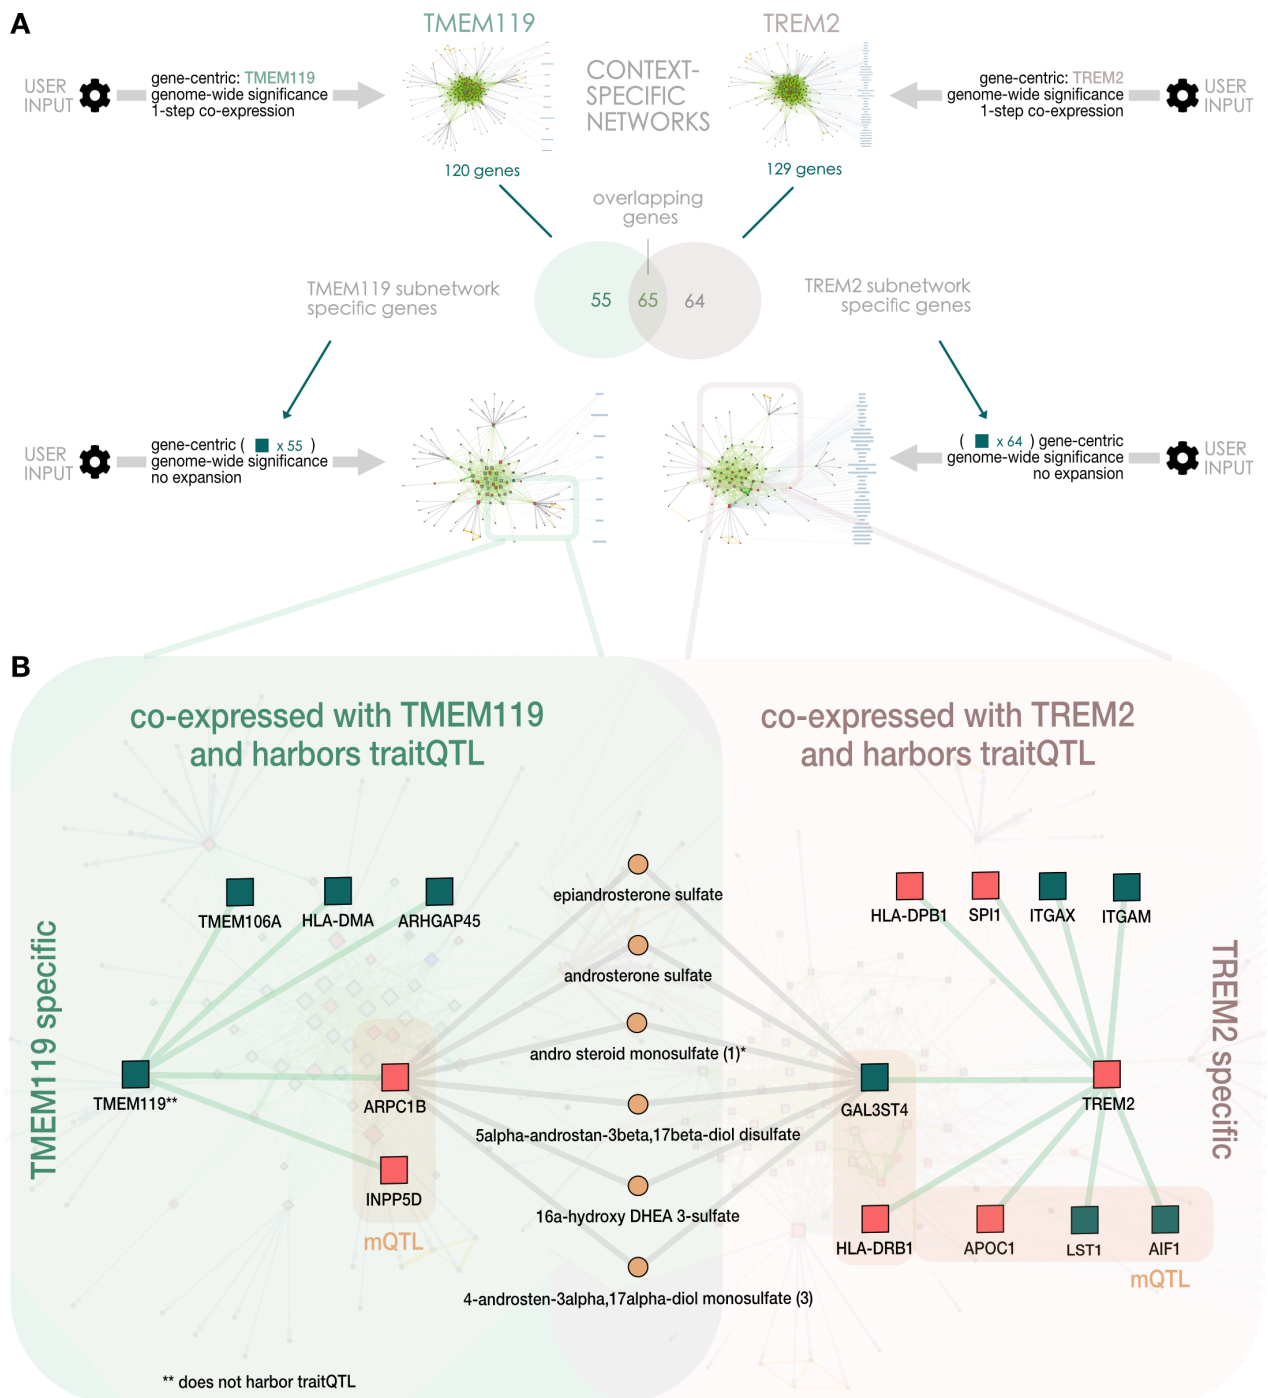 A
TMEM119
TREM2
USER
INPUT
gene-centric: TMEM119
genome-wide significance
1-step co-expression
CONTEXT-
SPECIFIC
NETWORKS
gene-centric: TREM2
genome-wide significance
1-step co-expression
USER
INPUT
120 genes
129 genes
overlapping
genes
TMEM119 subnetwork
specific genes
55
65
64
TREM2 subnetwork
specific genes
USER
INPUT
gene-centric ( x 55 )
genome-wide significance
no expansion
( x 64 ) gene-centric
genome-wide significance
no expansion
USER
INPUT
B
co-expressed with TMEM119
and harbors traitQTL
co-expressed with TREM2
and harbors traitQTL
TMEM119 specific
TREM2 specific
TMEM106A
HLA-DMA
ARHGAP45
epiandrosterone sulfate
HLA-DPB1
SPI1
ITGAX
ITGAM
androsterone sulfate
andro steroid monosulfate (1)*
TMEM119**
ARPC1B
GAL3ST4
TREM2
5alpha-androstan-3beta,17beta-diol disulfate
INPP5D
16a-hydroxy DHEA 3-sulfate
mQTL
HLA-DRB1
APOC1
LST1
AIF1
mQTL
4-androsten-3alpha,17alpha-diol monosulfate (3)
** does not harbor traitQTL